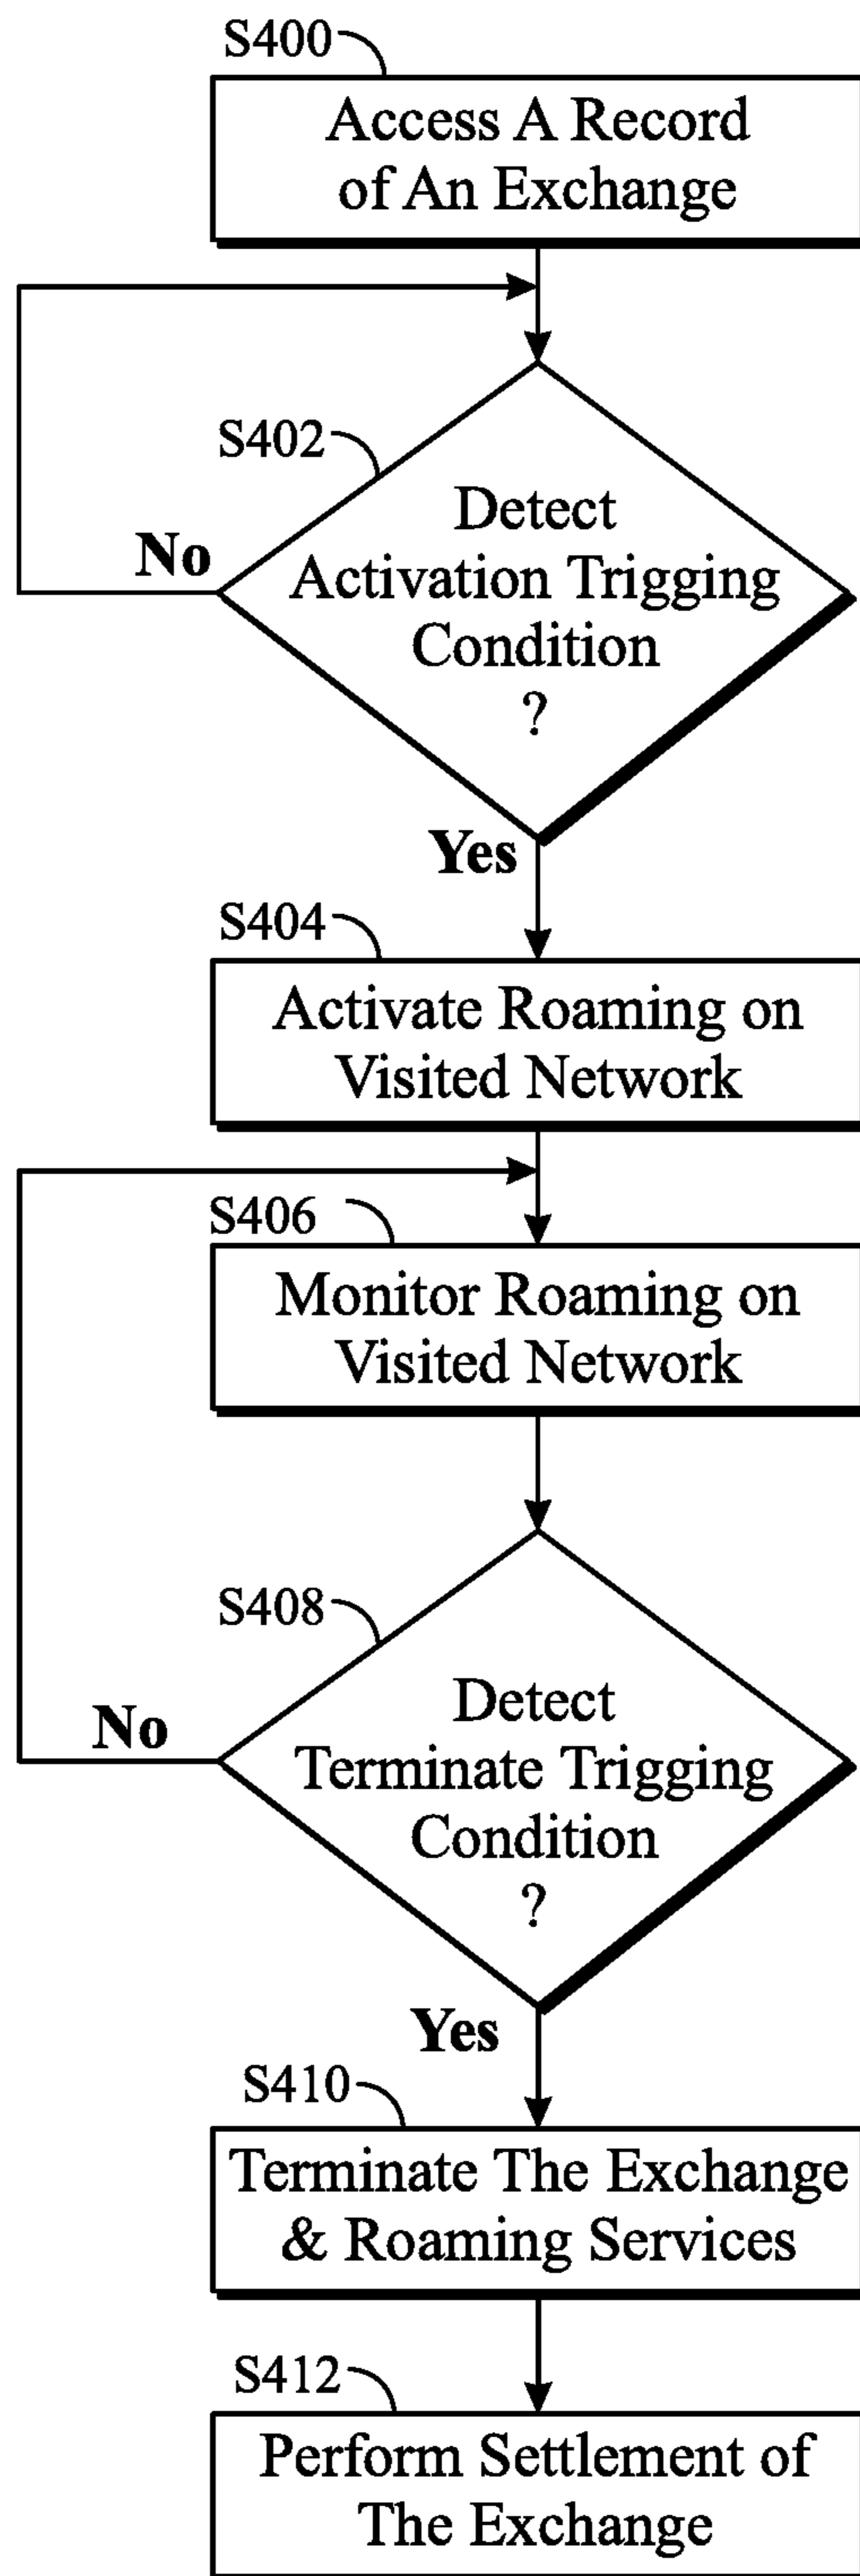 S400
Access A Record
of An Exchange
S402
Detect
Activation Trigging
Condition
?
No
Yes
S404
Activate Roaming on
Visited Network
S406
Monitor Roaming on
Visited Network
S408
Detect
Terminate Trigging
Condition
?
No
Yes
S410
Terminate The Exchange
& Roaming Services
S412
Perform Settlement of
The Exchange